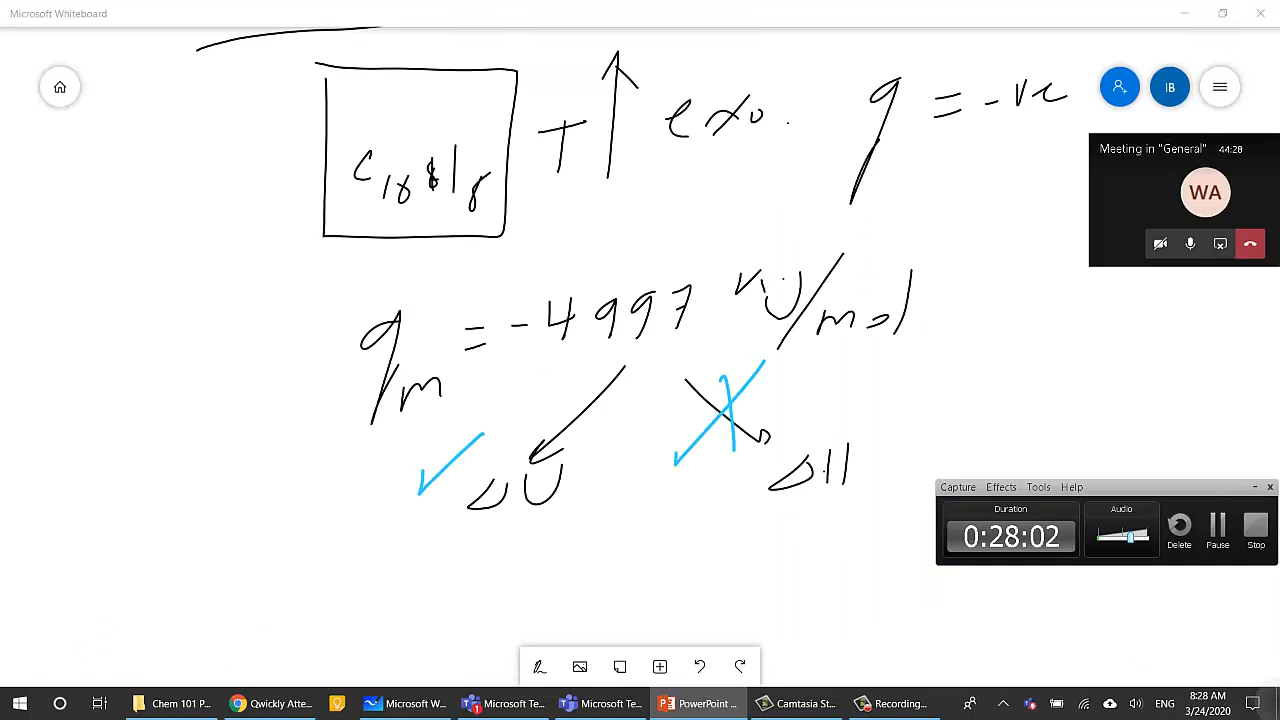 Microsoft Whiteboard
C10H8 T↑ exo. q = -ve
IB
Meeting in "General" 44:28
WA
qm = -4997 kJ/mol
ΔU ΔH
Capture Effects Tools Help
Duration Audio
0:28:02
Delete Pause Stop
Chem 101 P... Qwickly Atte... Microsoft W... Microsoft Te... Microsoft Te... PowerPoint ... Camtasia St... Recording... ENG 8:28 AM
3/24/2020